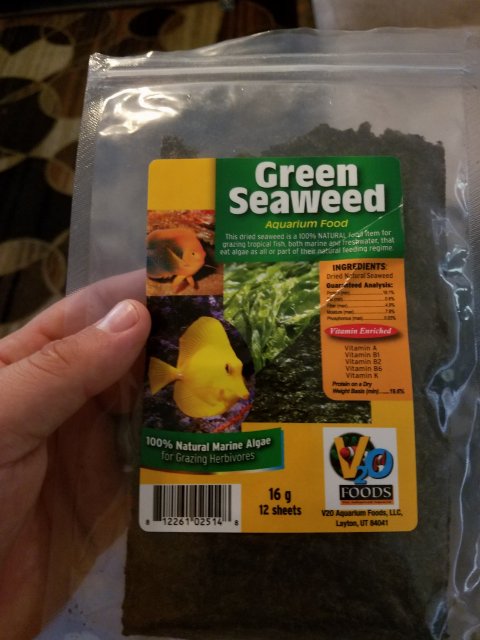 Green
Seaweed
Aquarium Food
This dried seaweed is a 100% NATURAL food item for
grazing tropical fish, both marine and freshwater, that
eat algae as all or part of their natural feeding regime.
INGREDIENTS:
Dried Natural Seaweed
Guaranteed Analysis:
Vitamin Enriched
Vitamin A
Vitamin B1
Vitamin B2
Vitamin B6
Vitamin K
Protein on a Dry
Weight Basis (min)
100% Natural Marine Algae
for Grazing Herbivores
V2O
FOODS
8 12261 02514 8
16 g
12 sheets
V2O Aquarium Foods, LLC,
Layton, UT 84041